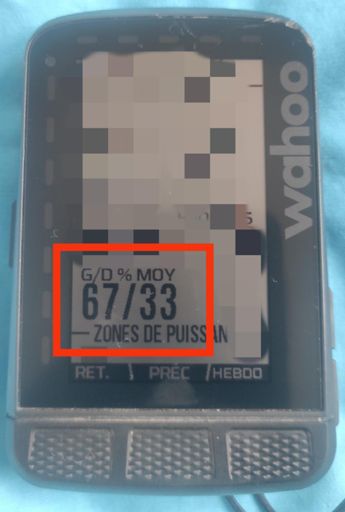 wahoo
G/D % MOY
67/33
ZONES DE PUISSAN
RET. PRÉC HEBDO